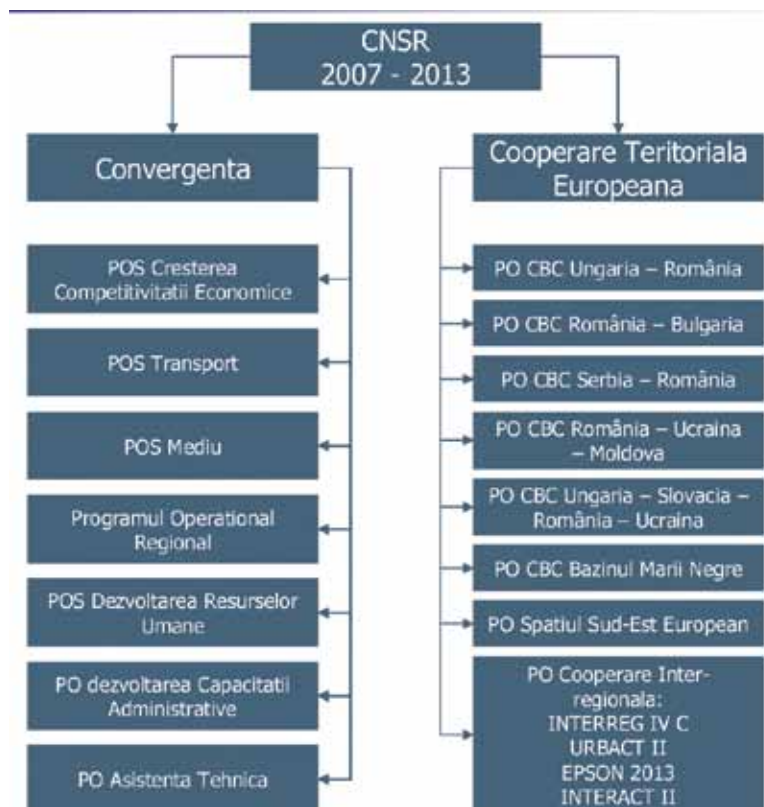 CNSR
2007 - 2013
Convergenta
POS Cresterea
Competitivitatii Economice
POS Transport
POS Mediu
Programul Operational
Regional
POS Dezvoltarea Resurselor
Umane
PO dezvoltarea Capacitatii
Administrative
PO Asistenta Tehnica
Cooperare Teritoriala
Europeana
PO CBC Ungaria – România
PO CBC România – Bulgaria
PO CBC Serbia – România
PO CBC România – Ucraina
– Moldova
PO CBC Ungaria – Slovacia –
România – Ucraina
PO CBC Bazinul Marii Negre
PO Spatiul Sud-Est European
PO Cooperare Inter-
regionala:
INTERREG IV C
URBACT II
EPSON 2013
INTERACT II